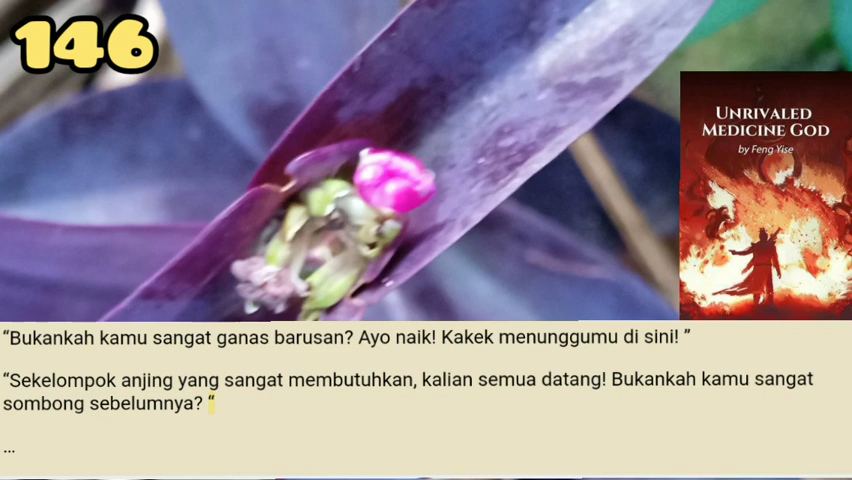 146
UNRIVALED
MEDICINE GOD
by Feng Yise
“Bukankah kamu sangat ganas barusan? Ayo naik! Kakek menunggumu di sini! ”
“Sekelompok anjing yang sangat membutuhkan, kalian semua datang! Bukankah kamu sangat
sombong sebelumnya? “
...